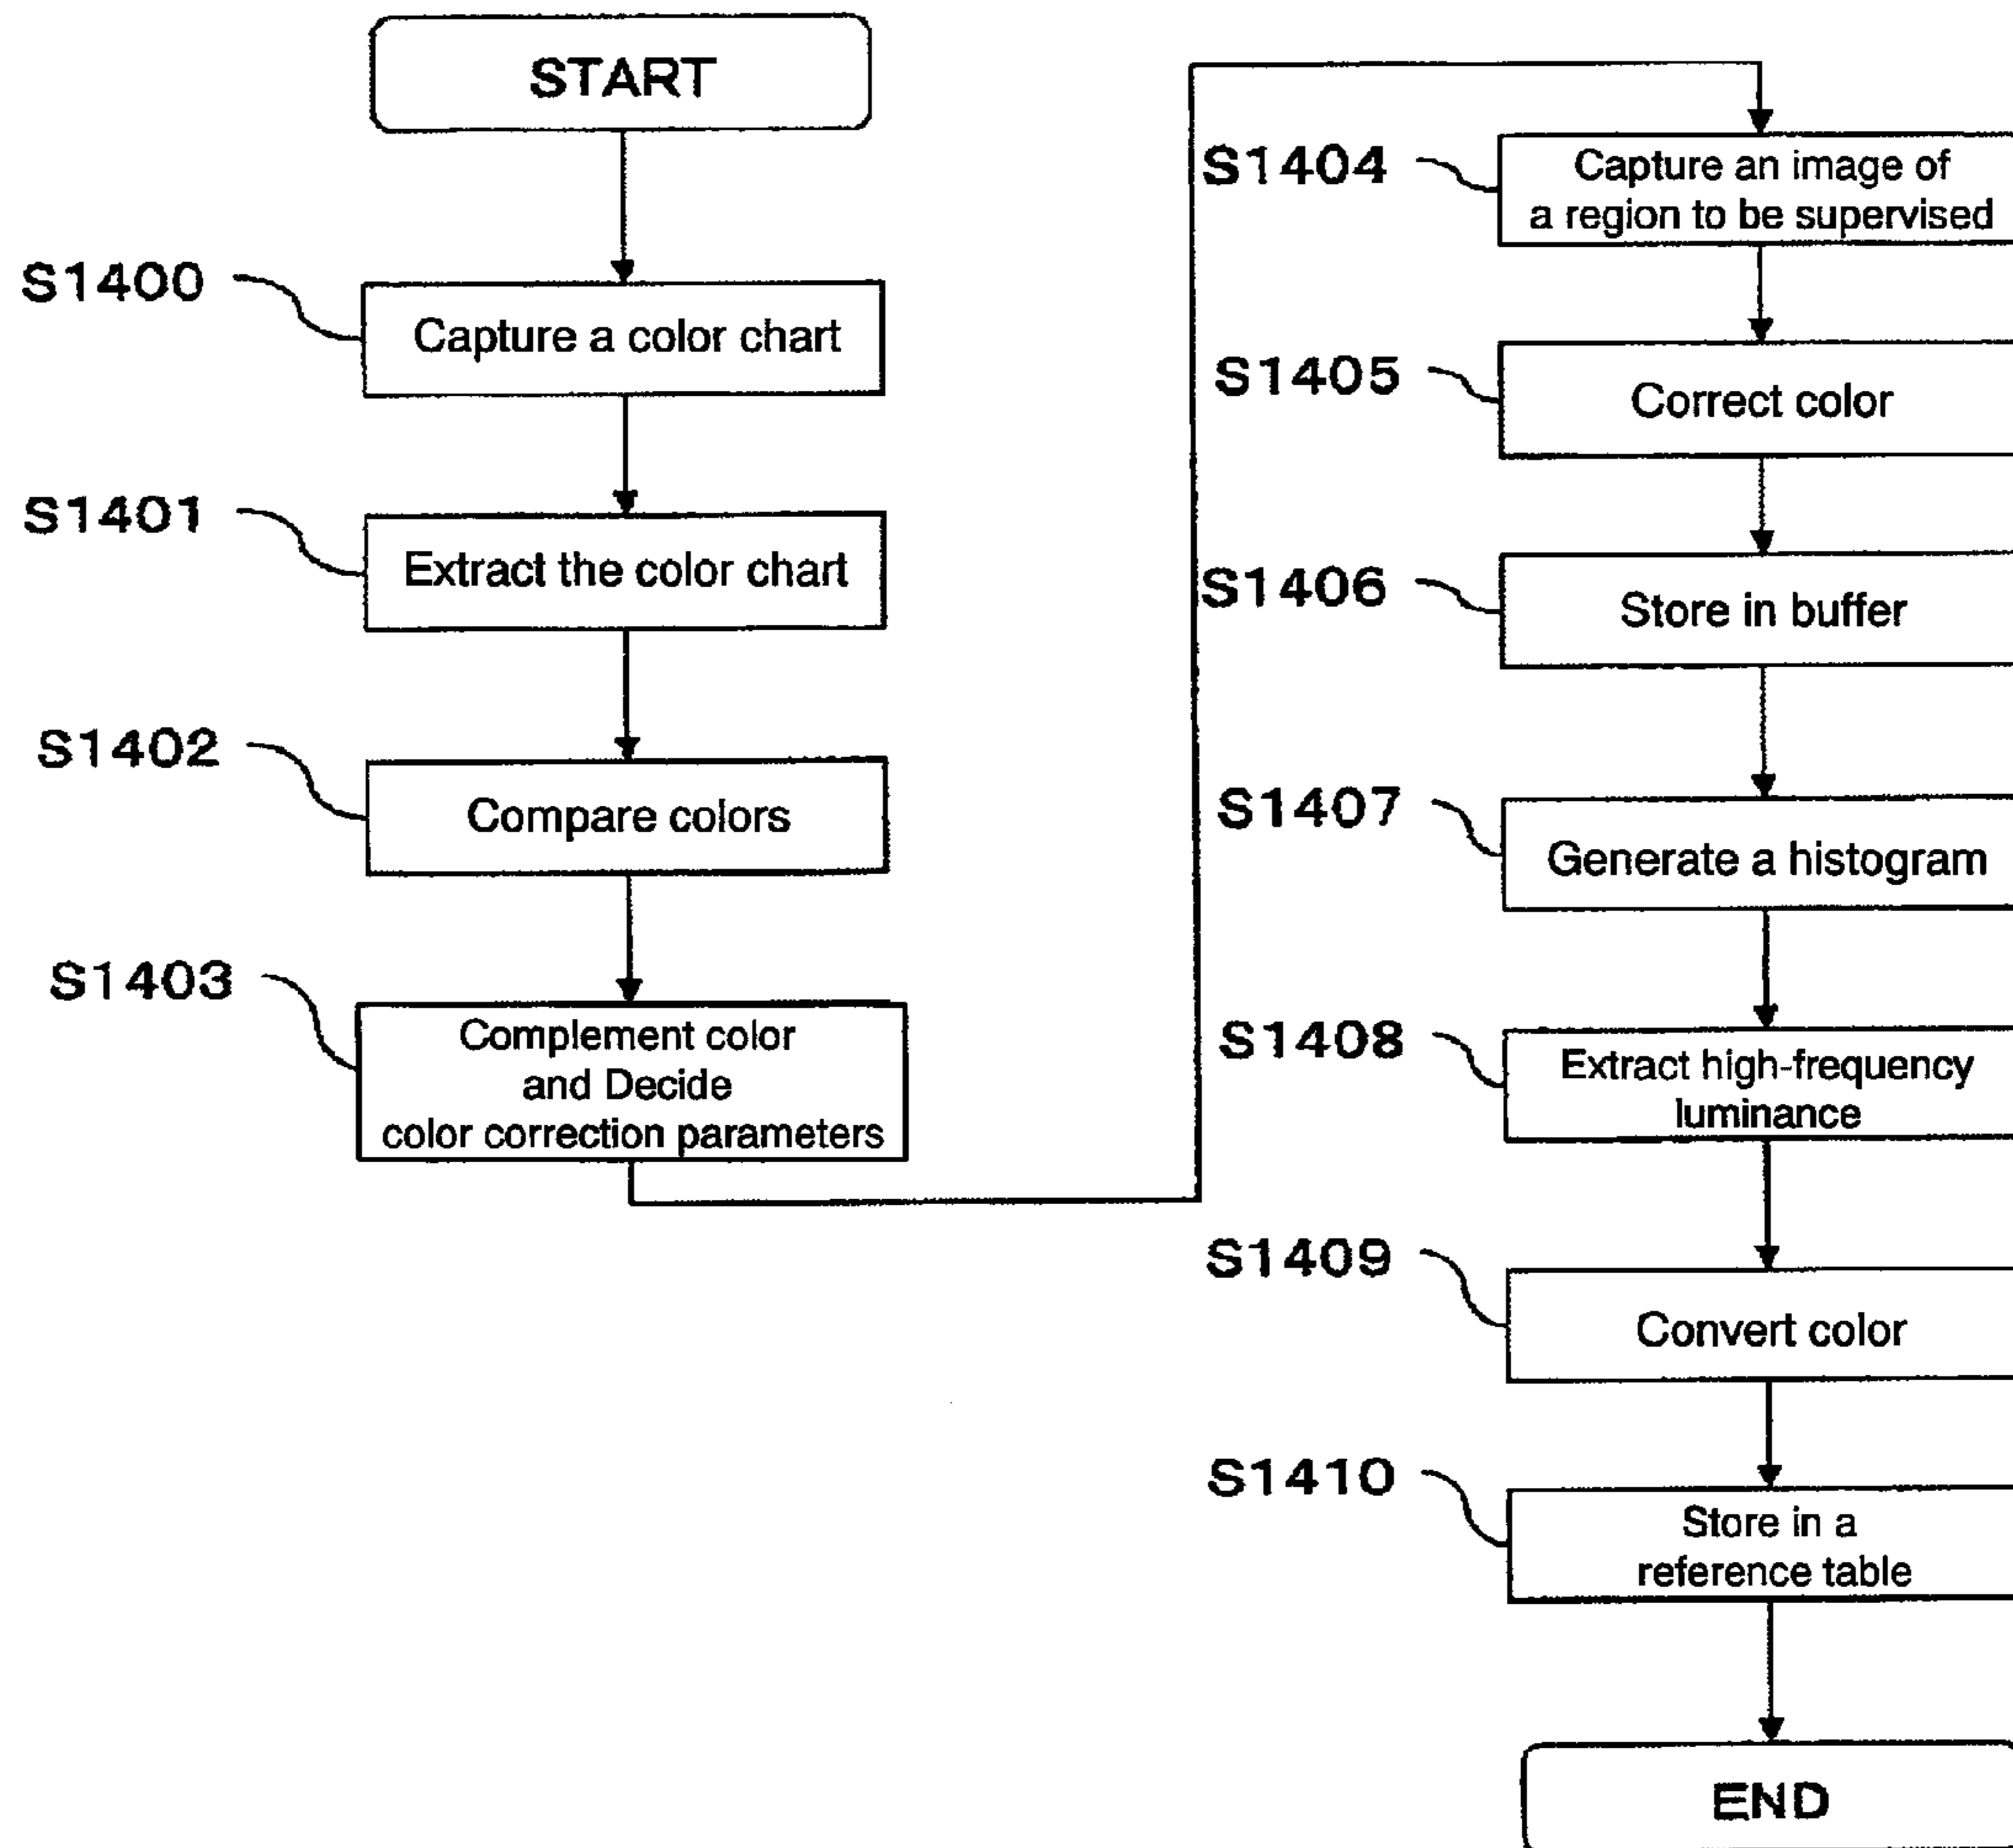 START
S1400
Capture a color chart
S1401
Extract the color chart
S1402
Compare colors
S1403
Complement color
and Decide
color correction parameters
S1404
Capture an image of
a region to be supervised
S1405
Correct color
S1406
Store in buffer
S1407
Generate a histogram
S1408
Extract high-frequency
luminance
S1409
Convert color
S1410
Store in a
reference table
END